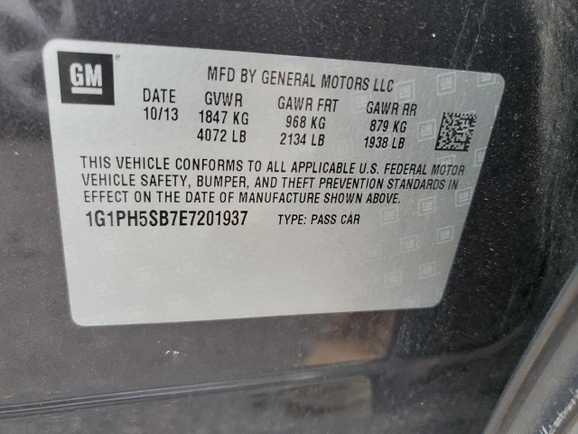 GM
MFD BY GENERAL MOTORS LLC
DATE GVWR GAWR FRT GAWR RR
10/13 1847 KG 968 KG 879 KG
4072 LB 2134 LB 1938 LB
THIS VEHICLE CONFORMS TO ALL APPLICABLE U.S. FEDERAL MOTOR
VEHICLE SAFETY, BUMPER, AND THEFT PREVENTION STANDARDS IN
EFFECT ON THE DATE OF MANUFACTURE SHOWN ABOVE.
1G1PH5SB7E7201937 TYPE: PASS CAR